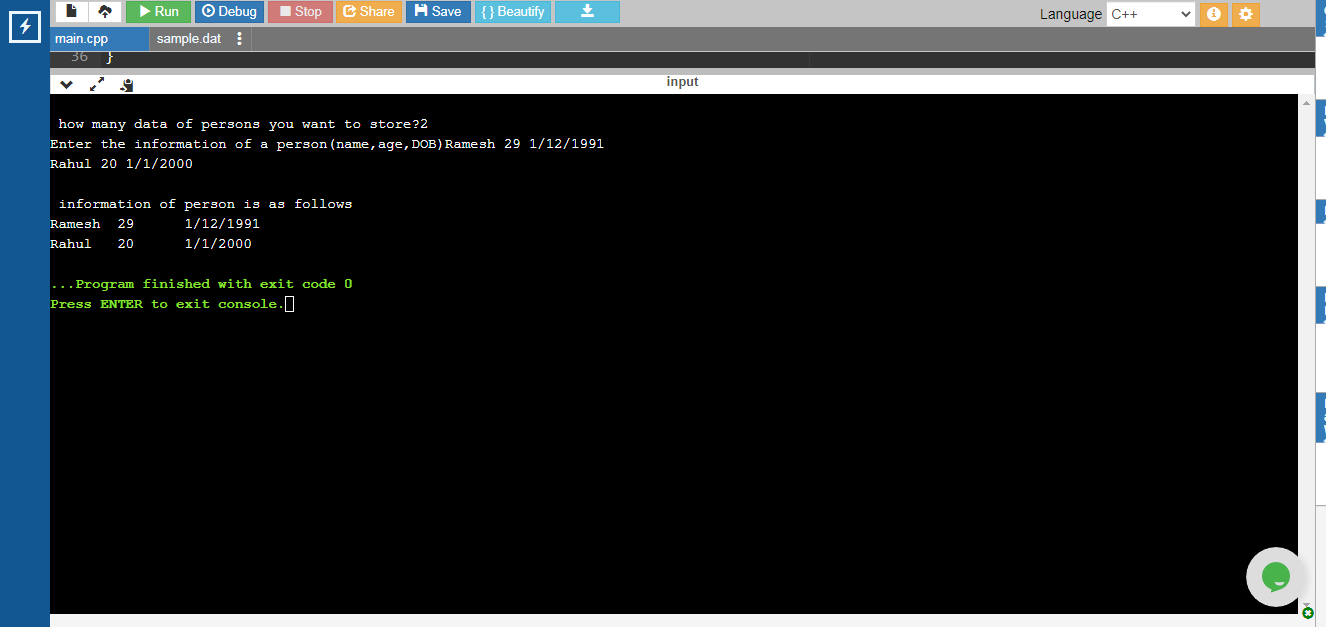 Run Debug Stop Share Save { } Beautify Language C++
main.cpp sample.dat
36 }
input
how many data of persons you want to store?2
Enter the information of a person(name,age,DOB)Ramesh 29 1/12/1991
Rahul 20 1/1/2000
information of person is as follows
Ramesh 29 1/12/1991
Rahul 20 1/1/2000
...Program finished with exit code 0
Press ENTER to exit console.